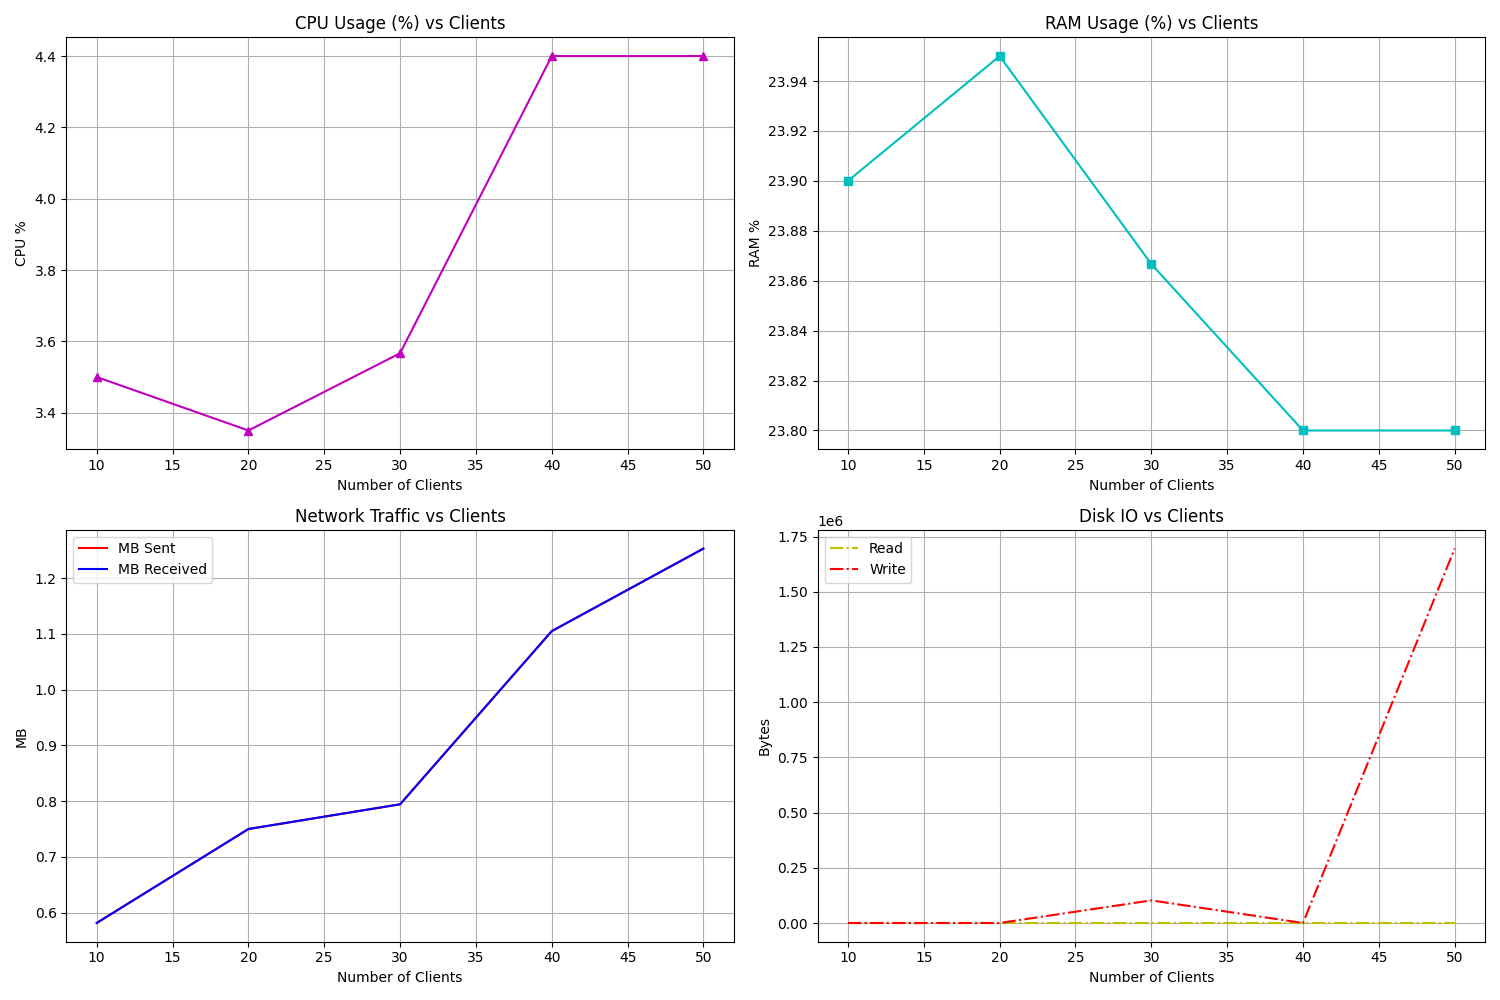 CPU Usage (%) vs Clients
CPU %
4.4
4.2
4.0
3.8
3.6
3.4
10 15 20 25 30 35 40 45 50
Number of Clients
RAM Usage (%) vs Clients
RAM %
23.94
23.92
23.90
23.88
23.86
23.84
23.82
23.80
10 15 20 25 30 35 40 45 50
Number of Clients
Network Traffic vs Clients
MB Sent
MB Received
MB
1.2
1.1
1.0
0.9
0.8
0.7
0.6
10 15 20 25 30 35 40 45 50
Number of Clients
Disk IO vs Clients
1e6
Read
Write
Bytes
1.75
1.50
1.25
1.00
0.75
0.50
0.25
0.00
10 15 20 25 30 35 40 45 50
Number of Clients